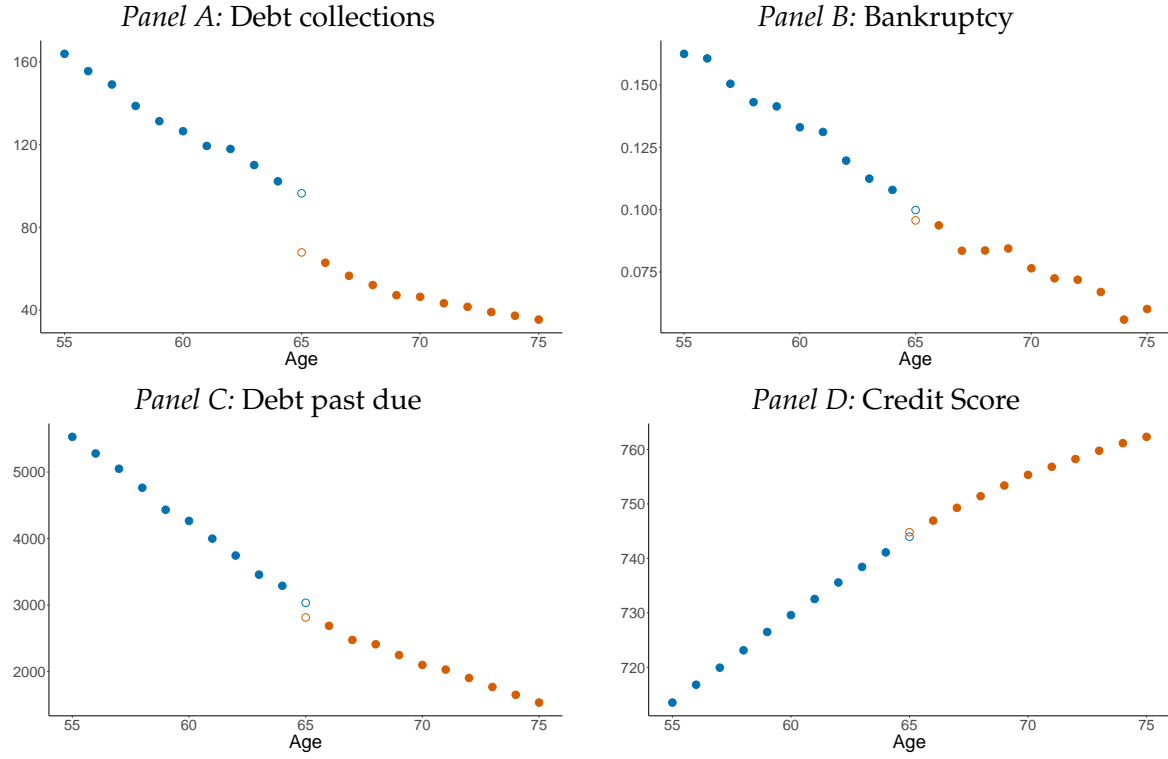 Panel A: Debt collections
160
120
80
40
55 60 65 70 75
Age
Panel B: Bankruptcy
0.150
0.125
0.100
0.075
55 60 65 70 75
Age
Panel C: Debt past due
5000
4000
3000
2000
55 60 65 70 75
Age
Panel D: Credit Score
760
750
740
730
720
55 60 65 70 75
Age